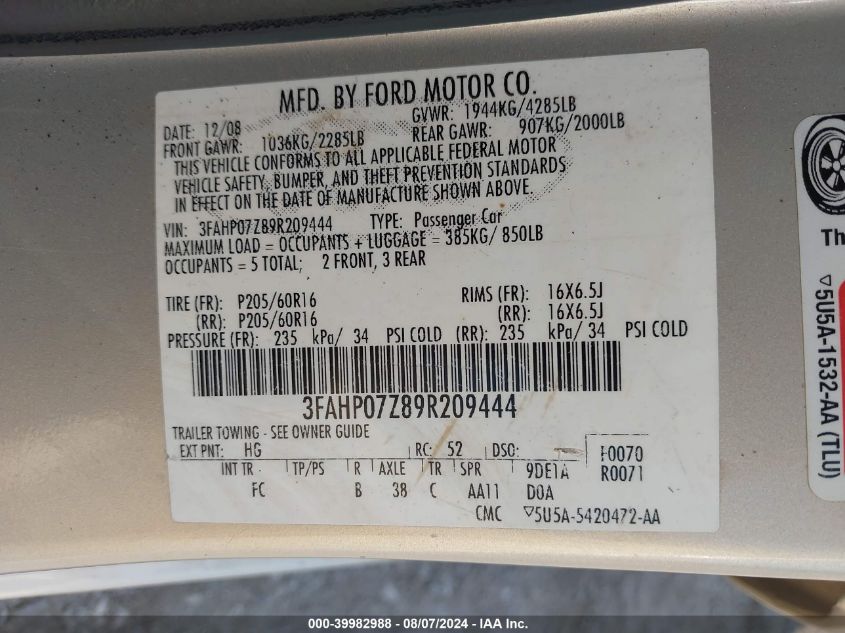 MFD. BY FORD MOTOR CO.
DATE: 12/08 GVWR: 1944KG/4285LB
FRONT GAWR: 1036KG/2285LB REAR GAWR: 907KG/2000LB
THIS VEHICLE CONFORMS TO ALL APPLICABLE FEDERAL MOTOR
VEHICLE SAFETY, BUMPER, AND THEFT PREVENTION STANDARDS
IN EFFECT ON THE DATE OF MANUFACTURE SHOWN ABOVE.
VIN: 3FAHP07Z89R209444 TYPE: Passenger Car
MAXIMUM LOAD = OCCUPANTS + LUGGAGE = 385KG/ 850LB
OCCUPANTS = 5 TOTAL; 2 FRONT, 3 REAR
TIRE (FR): P205/60R16 RIMS (FR): 16X6.5J
(RR): P205/60R16 (RR): 16X6.5J
PRESSURE (FR): 235 kPa/ 34 PSI COLD (RR): 235 kPa/ 34 PSI COLD
3FAHP07Z89R209444
TRAILER TOWING - SEE OWNER GUIDE
EXT PNT: HG RC: 52 DSO: F0070
INT TR TP/PS R AXLE TR SPR 9DE1A R0071
FC B 38 C AA11 D0A
CMC ▽5U5A-5420472-AA
Th
▽5U5A-1532-AA (TLU)
000-39982988 - 08/07/2024 - IAA Inc.